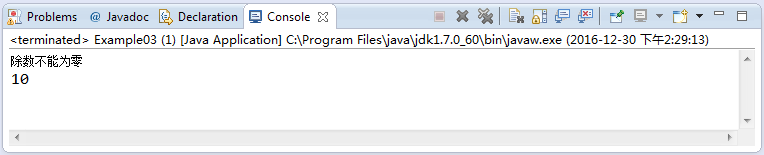 Problems @ Javadoc Declaration Console
<terminated> Example03 (1) [Java Application] C:\Program Files\java\jdk1.7.0_60\bin\javaw.exe (2016-12-30 下午2:29:13)
除数不能为零
10